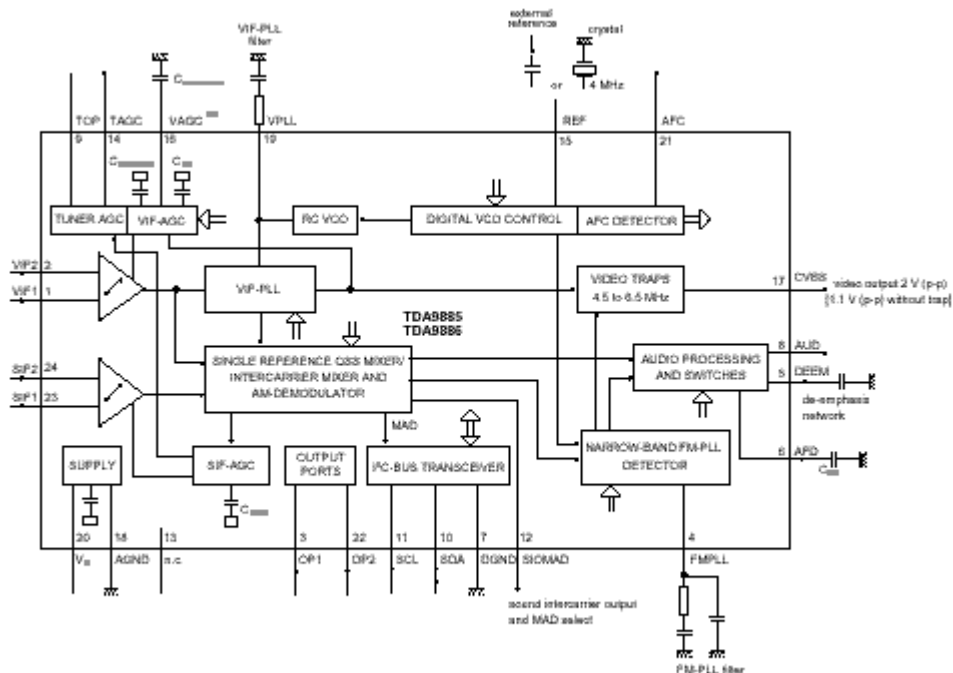 external
reference
crystal
VIF-PLL
filter
or
4 MHz
TOP
TAGC
VAGC
VPLL
REF
AFC
9
14
16
19
15
21
C
C
C
TUNER AGC
VIF-AGC
RC VCO
DIGITAL VCO CONTROL
AFC DETECTOR
VIF2 2
VIF1 1
VIF-PLL
VIDEO TRAPS
4.5 to 6.5 MHz
17 CVBS
video output 2 V (p-p)
[1.1 V (p-p) without trap]
TDA9885
TDA9886
SINGLE REFERENCE QSS MIXER/
INTERCARRIER MIXER AND
AM-DEMODULATOR
AUDIO PROCESSING
AND SWITCHES
8 AUD
5 DEEM
de-emphasis
network
SIF2 24
SIF1 23
MAD
SUPPLY
SIF-AGC
OUTPUT
PORTS
I²C-BUS TRANSCEIVER
NARROW-BAND FM-PLL
DETECTOR
6 AFD
C
C
20
18
13
3
22
11
10
7
12
4
V
AGND
n.c.
OP1
OP2
SCL
SDA
DGND
SIOMAD
FMPLL
sound intercarrier output
and MAD select
FM-PLL filter